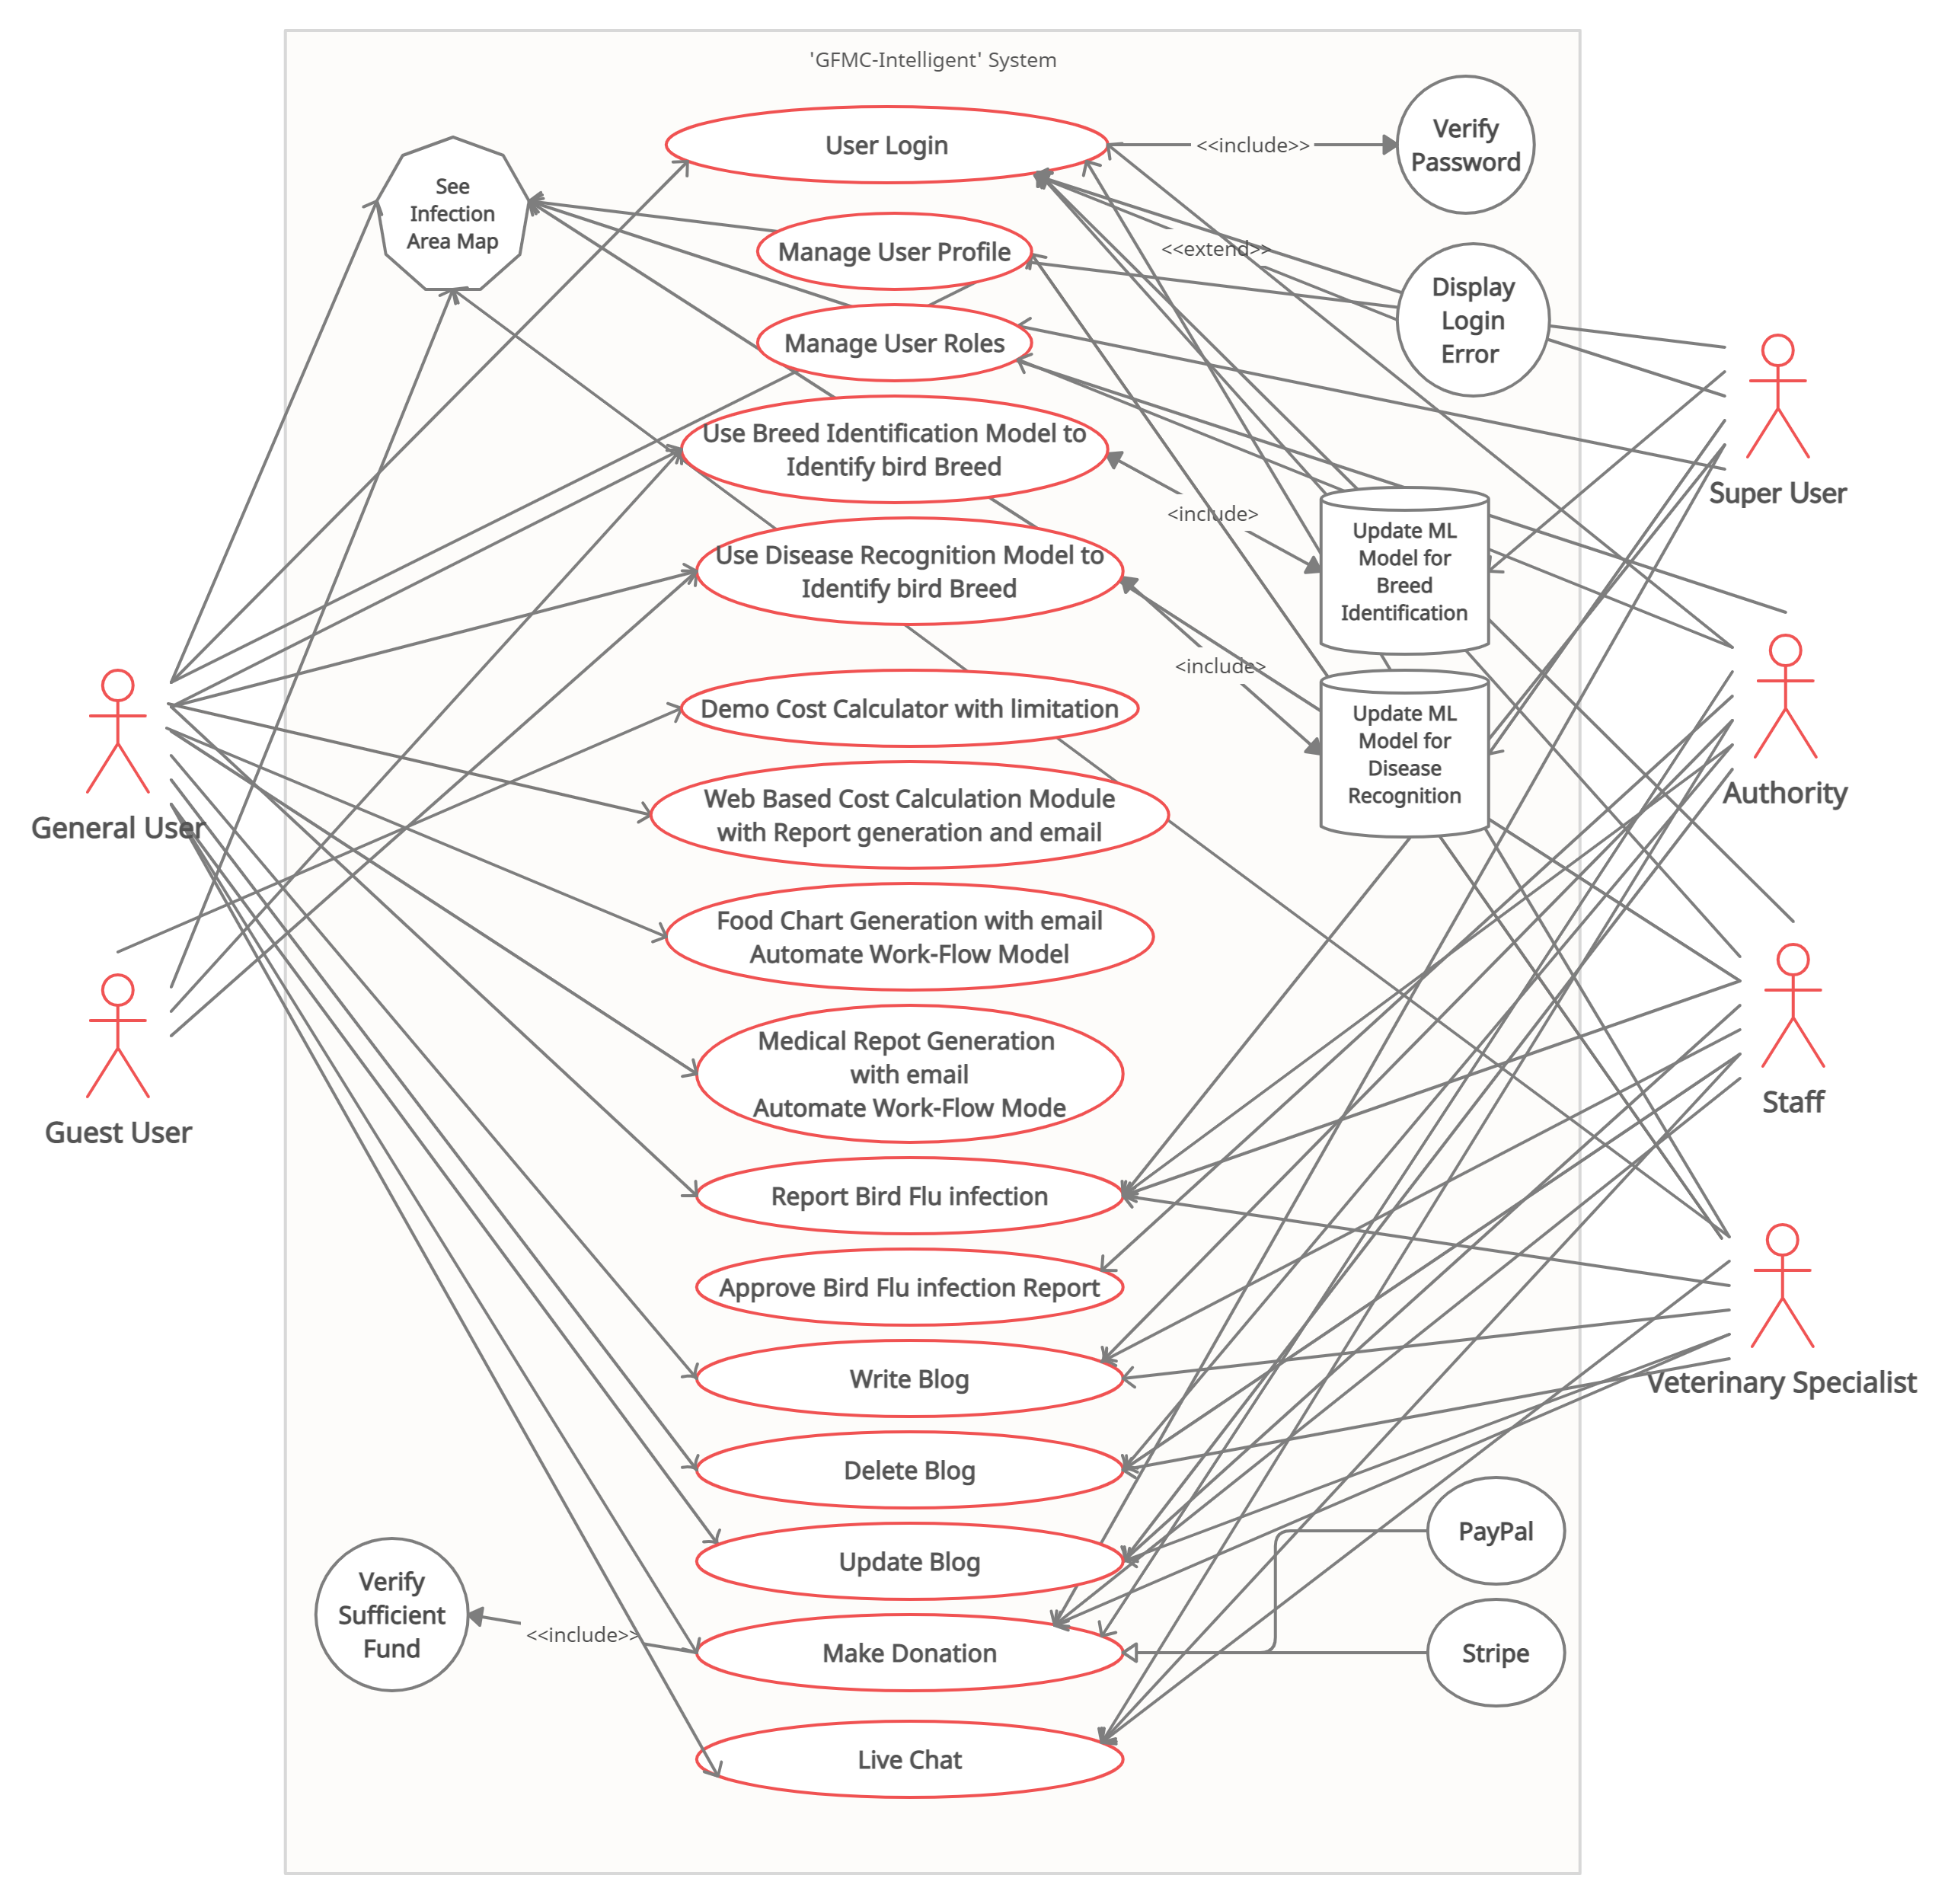 'GFMC-Intelligent' System
User Login
<<include>>
Verify
Password
See
Infection
Area Map
Manage User Profile
<<extend>>
Display
Login
Error
Manage User Roles
Super User
Use Breed Identification Model to
Identify bird Breed
<include>
Update ML
Model for
Breed
Identification
Use Disease Recognition Model to
Identify bird Breed
<include>
Update ML
Model for
Disease
Recognition
Authority
General User
Demo Cost Calculator with limitation
Web Based Cost Calculation Module
with Report generation and email
Food Chart Generation with email
Automate Work-Flow Model
Medical Repot Generation
with email
Automate Work-Flow Mode
Staff
Guest User
Report Bird Flu infection
Approve Bird Flu infection Report
Write Blog
Veterinary Specialist
Delete Blog
Update Blog
PayPal
Verify
Sufficient
Fund
<<include>>
Make Donation
Stripe
Live Chat